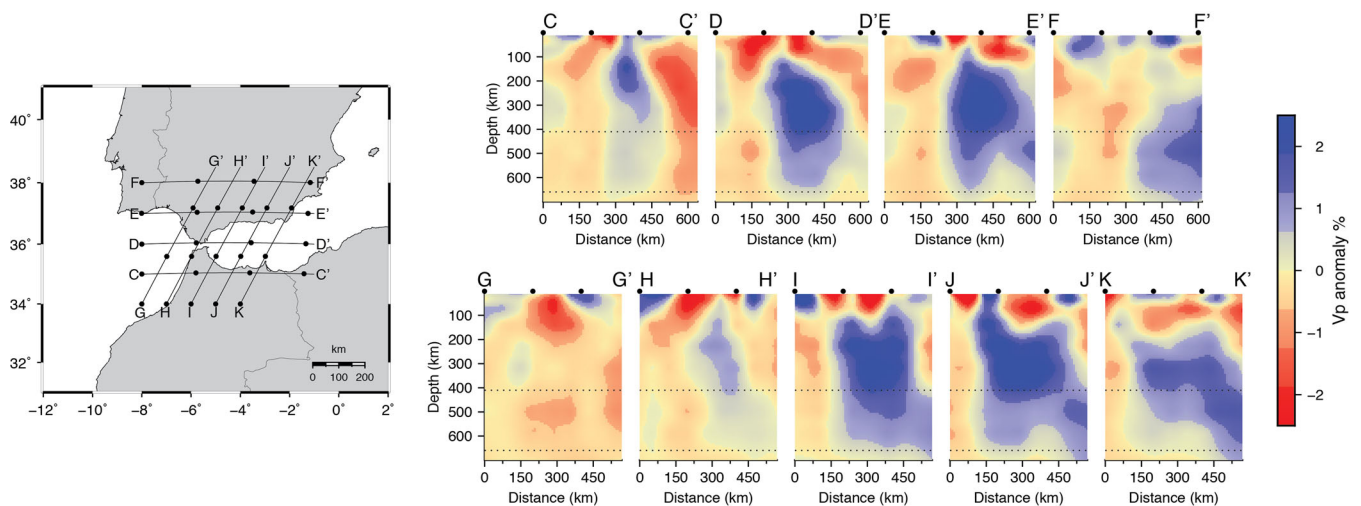 C C’ D D’ E E’ F F’
100
200
300
400
500
600
Depth (km)
0 150 300 450 600 0 150 300 450 600 0 150 300 450 600 0 150 300 450 600
Distance (km) Distance (km) Distance (km) Distance (km)
40˚
38˚
36˚
34˚
32˚
−12˚ −10˚ −8˚ −6˚ −4˚ −2˚ 0˚ 2˚
G’ H’ I’ J’ K’
F F’
E E’
D D’
C C’
G H I J K
km
0 100 200
G G’ H H’ I I’ J J’ K K’
100
200
300
400
500
600
Depth (km)
0 150 300 450 0 150 300 450 0 150 300 450 0 150 300 450 0 150 300 450
Distance (km) Distance (km) Distance (km) Distance (km) Distance (km)
2
1
0
−1
−2
Vp anomaly %